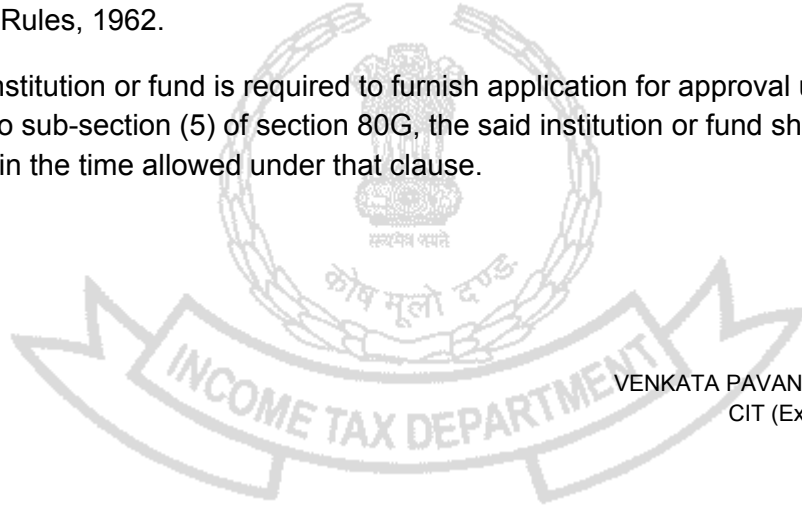 Rules, 1962.
nstitution or fund is required to furnish application for approval u
o sub-section (5) of section 80G, the said institution or fund sh
in the time allowed under that clause.
सत्यमेव जयते
कोष मूलो दण्डः
INCOME TAX DEPARTMENT
VENKATA PAVAN
CIT (Ex